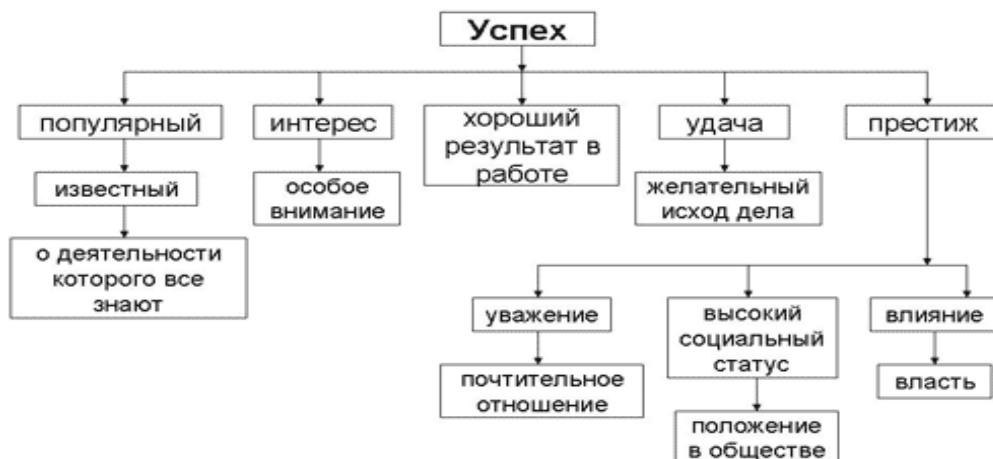 Успех
популярный
интерес
хороший
результат в
работе
удача
престиж
известный
особое
внимание
желательный
исход дела
о деятельности
которого все
знают
уважение
высокий
социальный
статус
влияние
почтительное
отношение
власть
положение
в обществе